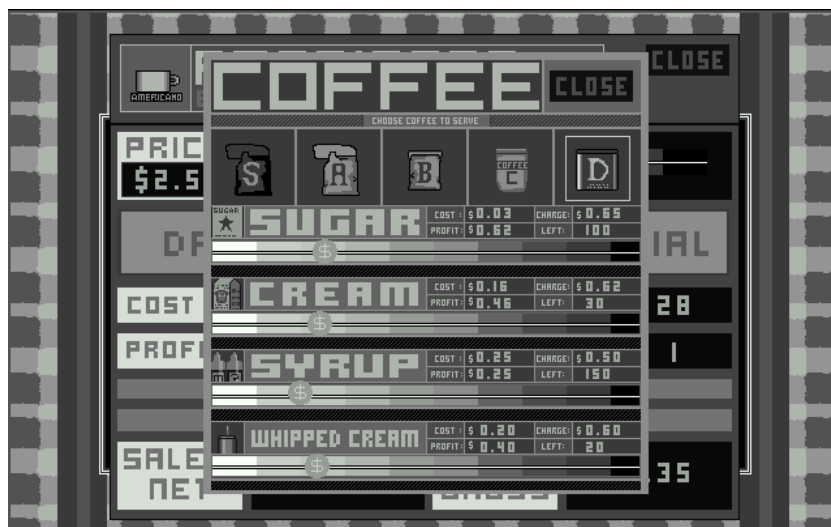 COFFEE
CLOSE
CLOSE
AMERICANO
CHOOSE COFFEE TO SERVE
PRIC
$2.5
S
A
B
COFFEE C
D
SUGAR
SUGAR
COST: $0.03
CHARGE: $0.65
PROFIT: $0.62
LEFT: 100
DA
IAL
CREAM
COST: $0.16
CHARGE: $0.62
PROFIT: $0.46
LEFT: 30
COST
28
SYRUP
COST: $0.25
CHARGE: $0.50
PROFIT: $0.25
LEFT: 150
PROF
1
WHIPPED CREAM
COST: $0.20
CHARGE: $0.60
PROFIT: $0.40
LEFT: 20
SALE
NET
.35